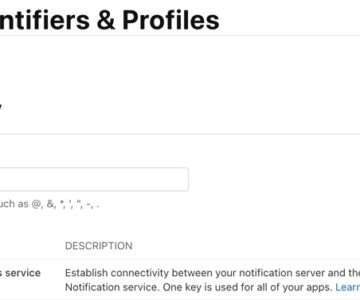 ntifiers & Profiles
uch as @, &, *, ', ", -, .
DESCRIPTION
s service
Establish connectivity between your notification server and the
Notification service. One key is used for all of your apps. Learn